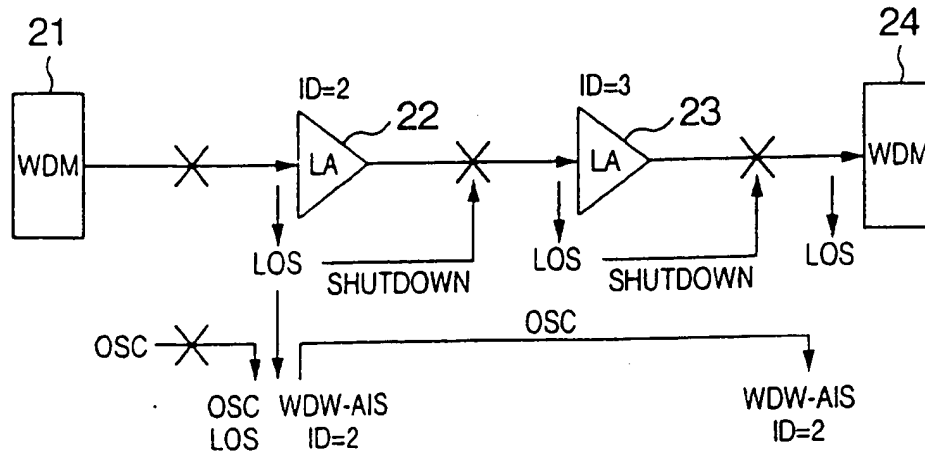 21
24
ID=2
ID=3
22
23
WDM
LA
LA
WDM
LOS
SHUTDOWN
LOS
SHUTDOWN
LOS
OSC
OSC
OSC
LOS
WDW-AIS
ID=2
WDW-AIS
ID=2